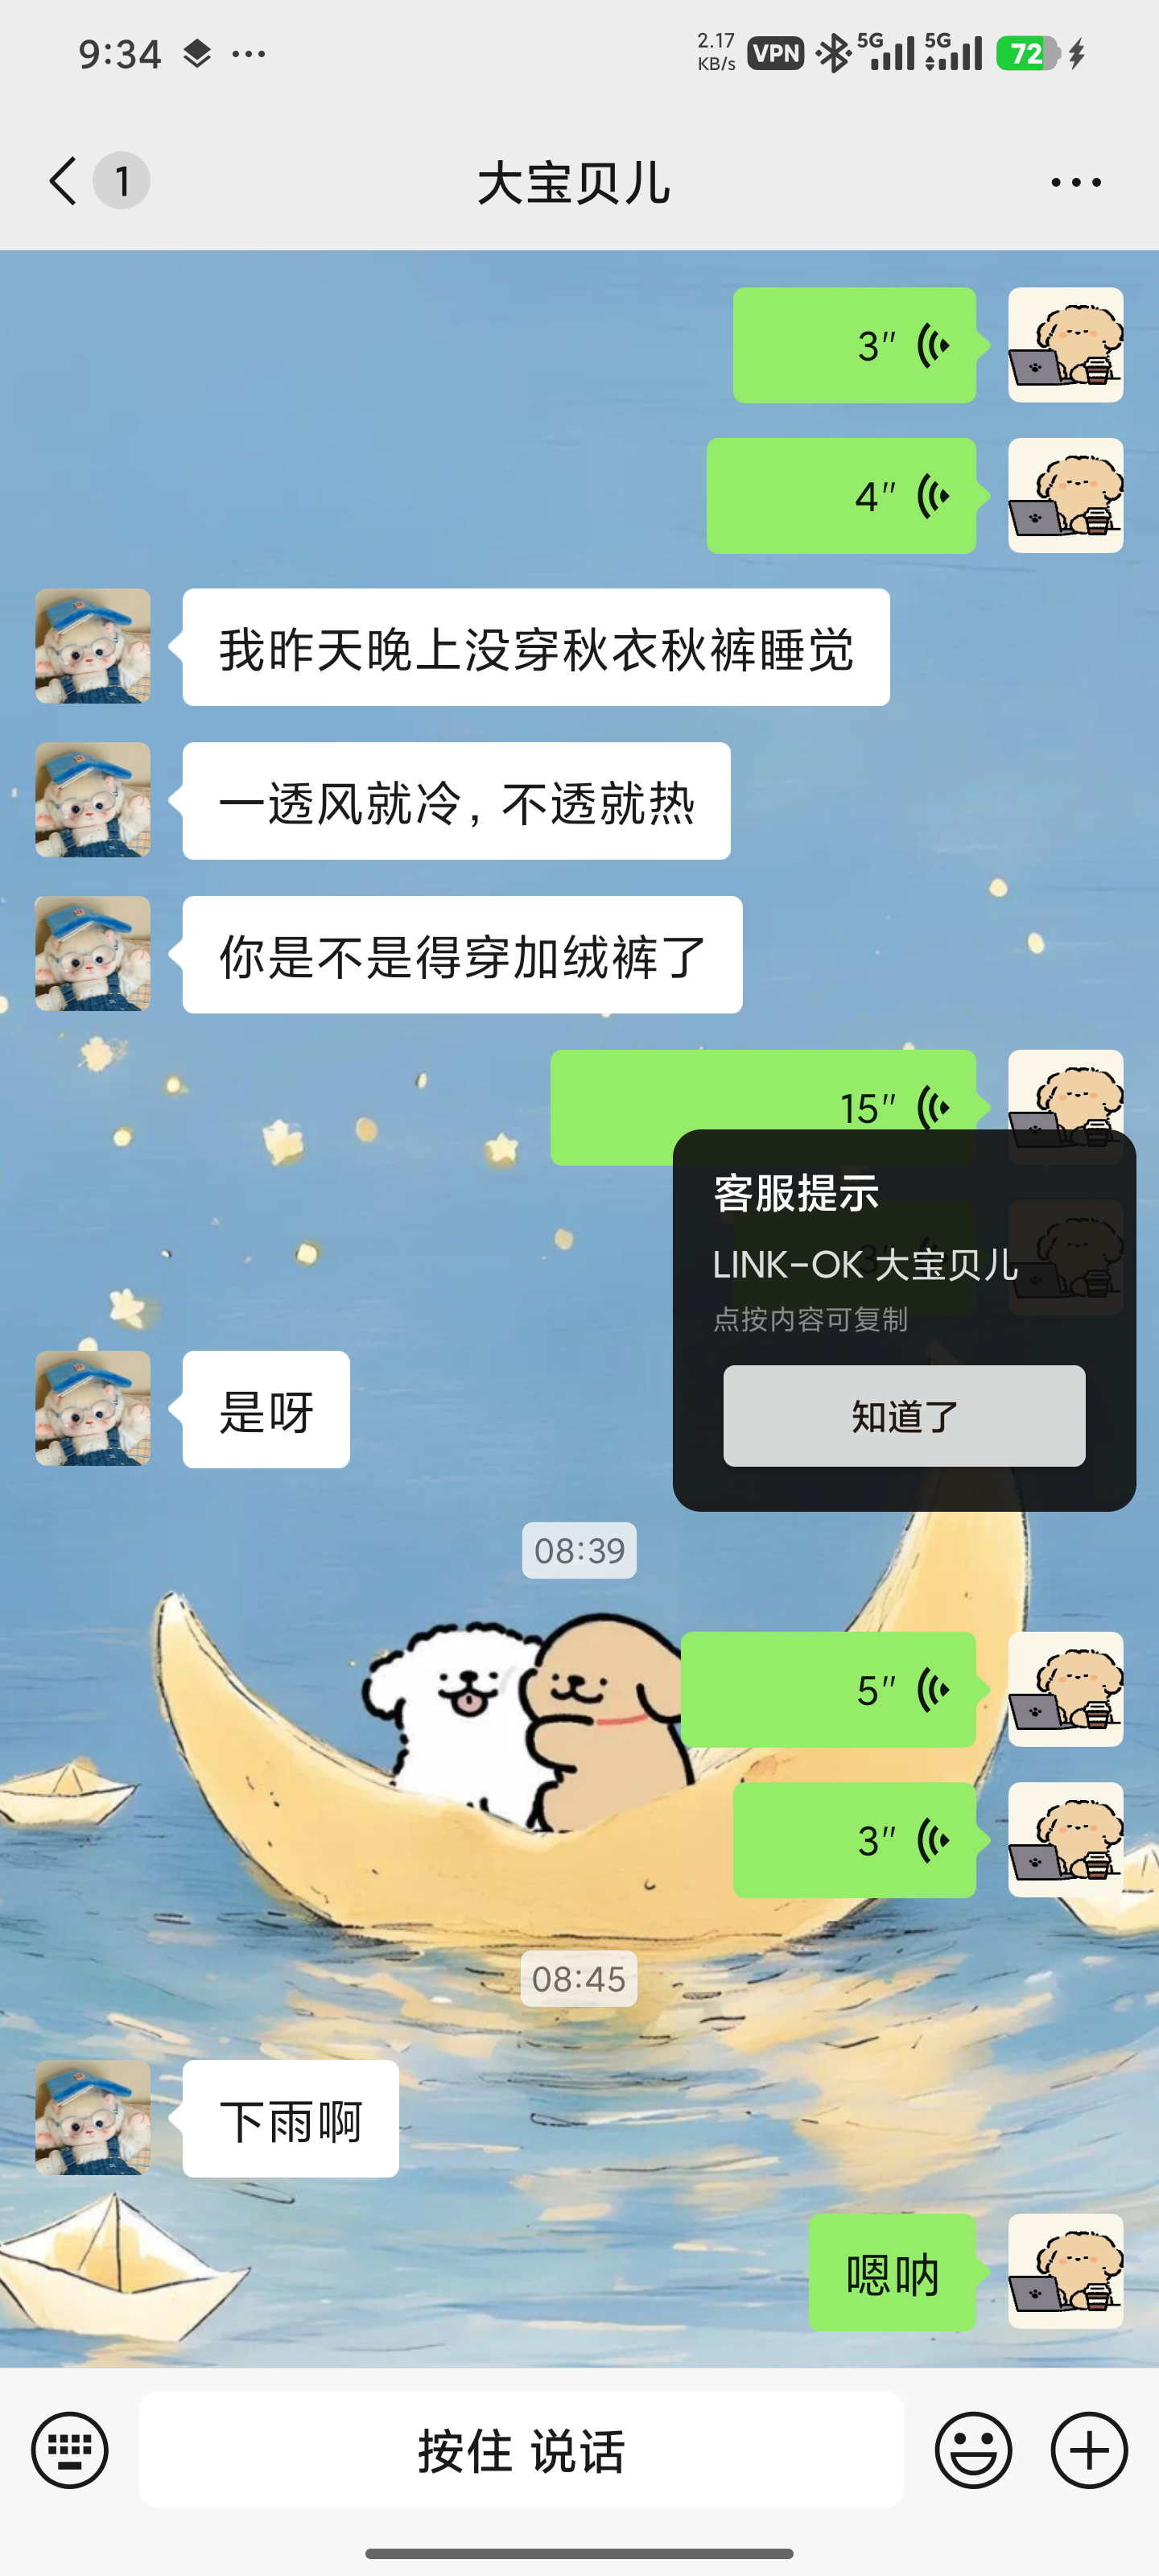 9:34 ··· 2.17 KB/s VPN 5G 5G 72
1 大宝贝儿 ···
3″
4″
我昨天晚上没穿秋衣秋裤睡觉
一透风就冷，不透就热
你是不是得穿加绒裤了
15″
客服提示
3″
LINK-OK 大宝贝儿
点按内容可复制
知道了
是呀
08:39
5″
3″
08:45
下雨啊
嗯呐
按住 说话